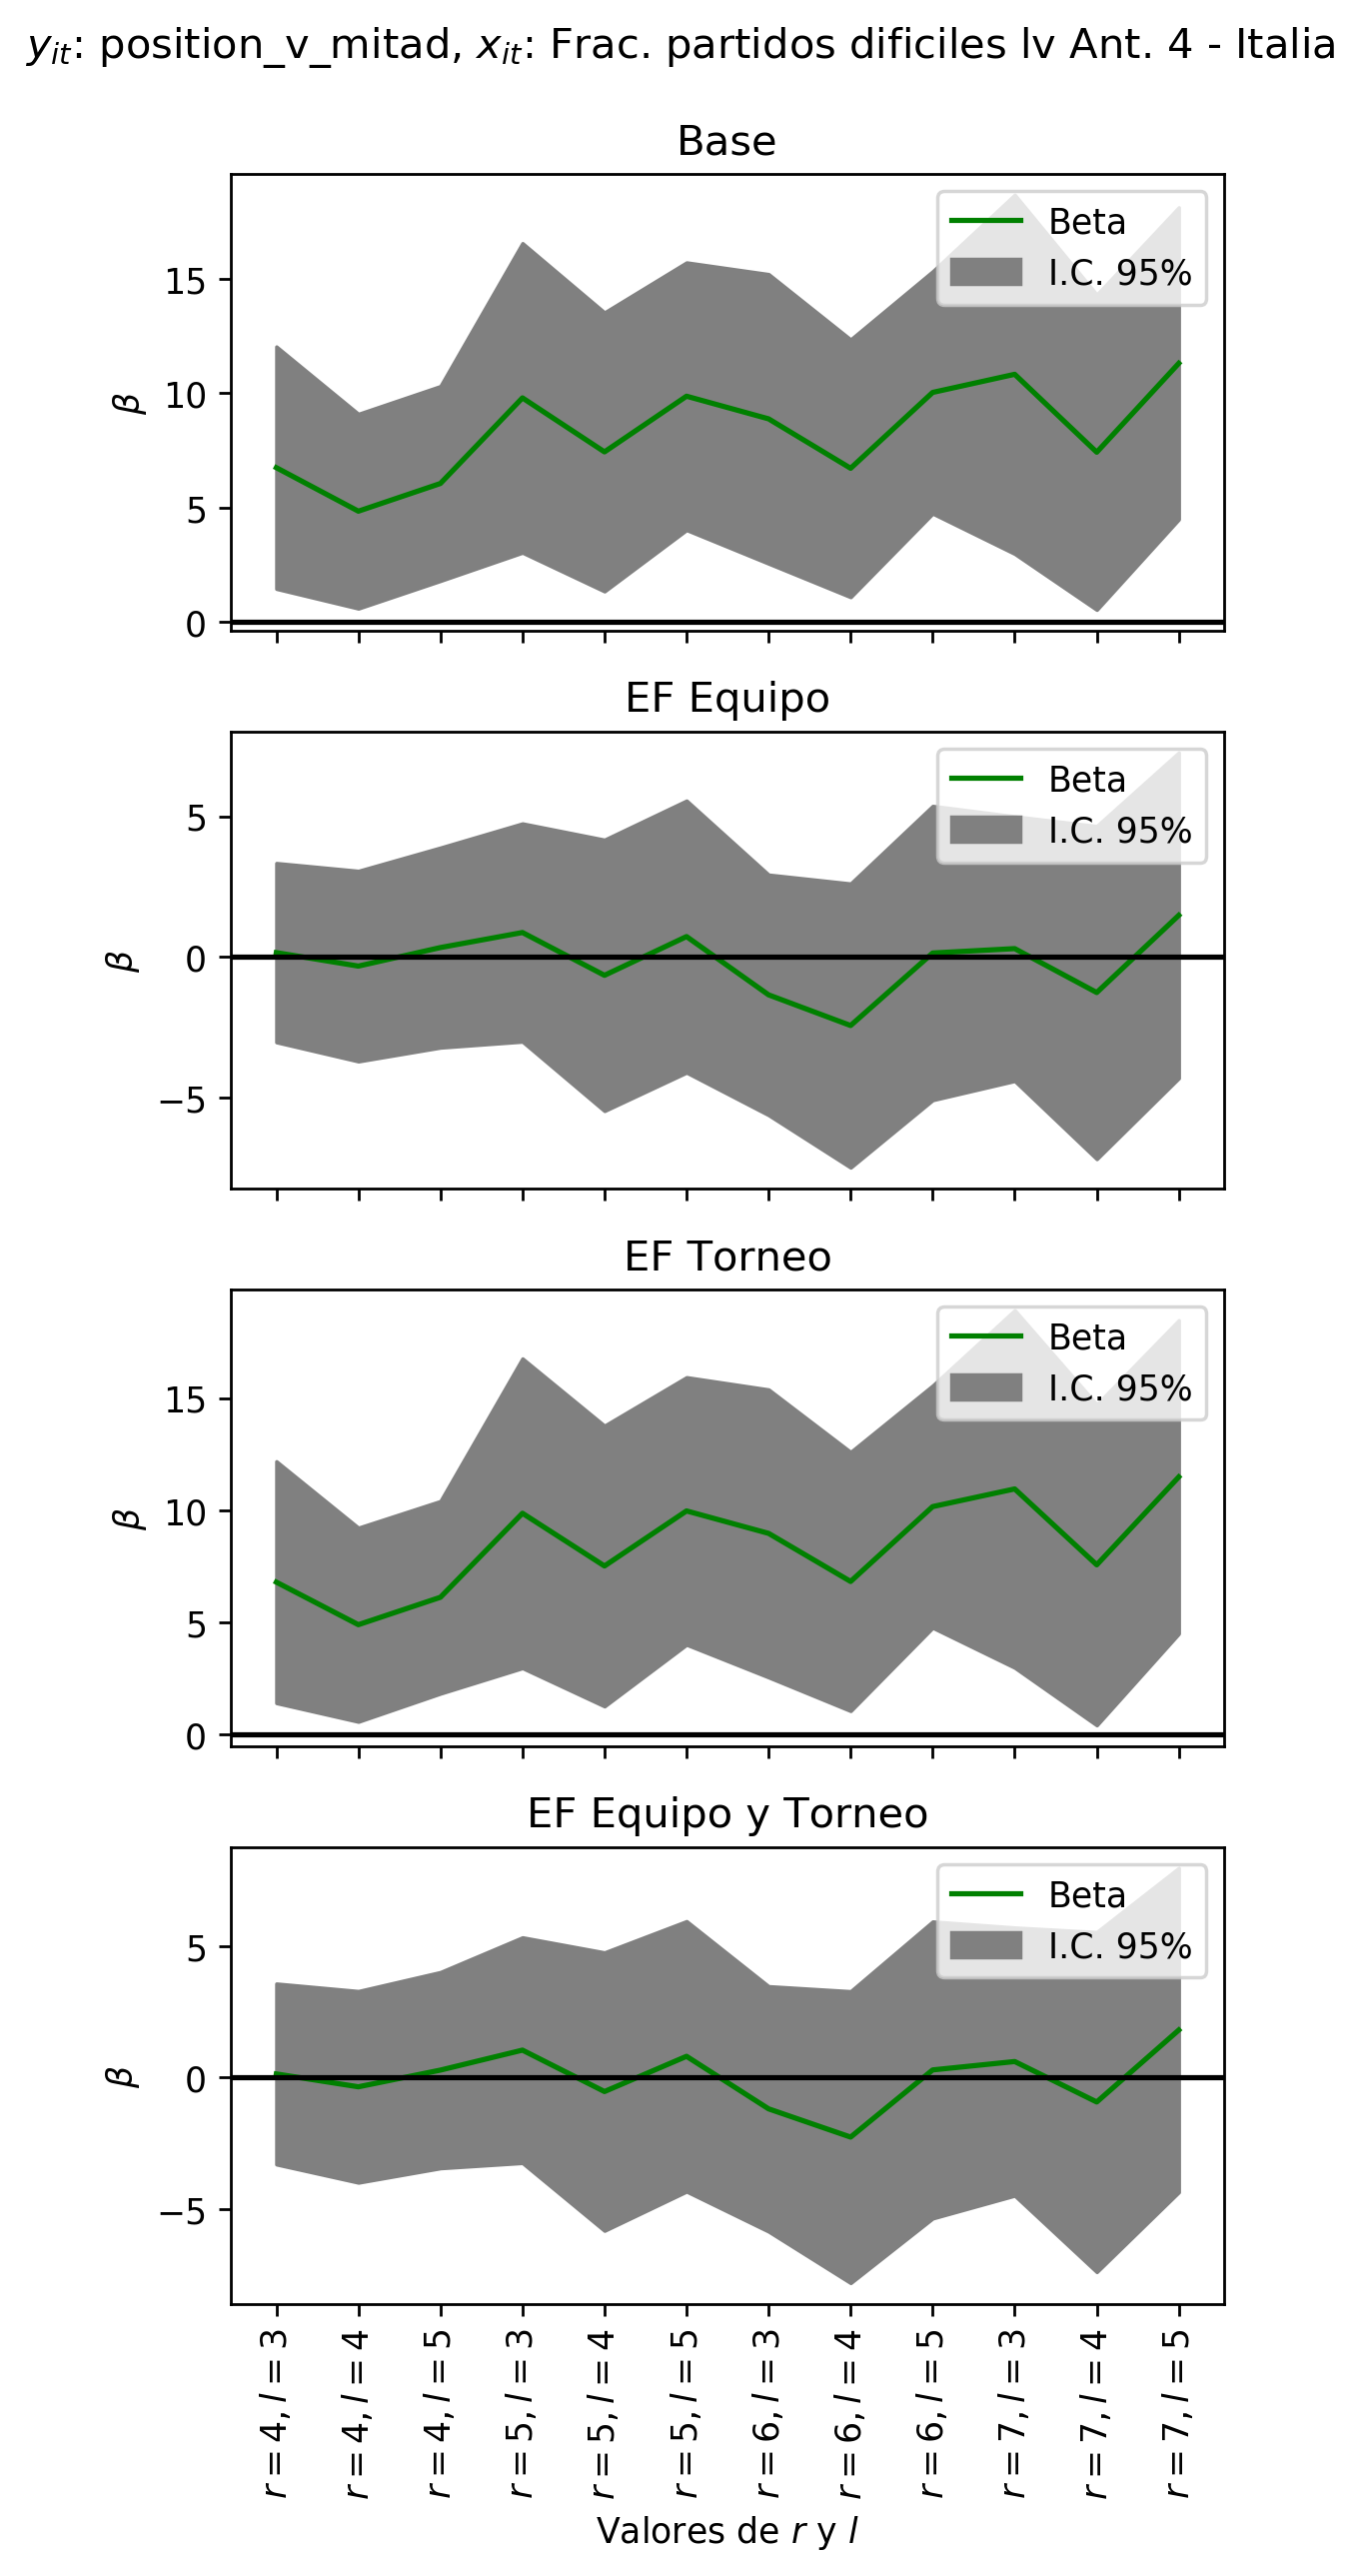 y_it: position_v_mitad, x_it: Frac. partidos dificiles lv Ant. 4 - Italia
Base
Beta
I.C. 95%
15
10
5
0
β
EF Equipo
Beta
I.C. 95%
5
0
−5
β
EF Torneo
Beta
I.C. 95%
15
10
5
0
β
EF Equipo y Torneo
Beta
I.C. 95%
5
0
−5
β
r = 4, l = 3
r = 4, l = 4
r = 4, l = 5
r = 5, l = 3
r = 5, l = 4
r = 5, l = 5
r = 6, l = 3
r = 6, l = 4
r = 6, l = 5
r = 7, l = 3
r = 7, l = 4
r = 7, l = 5
Valores de r y l